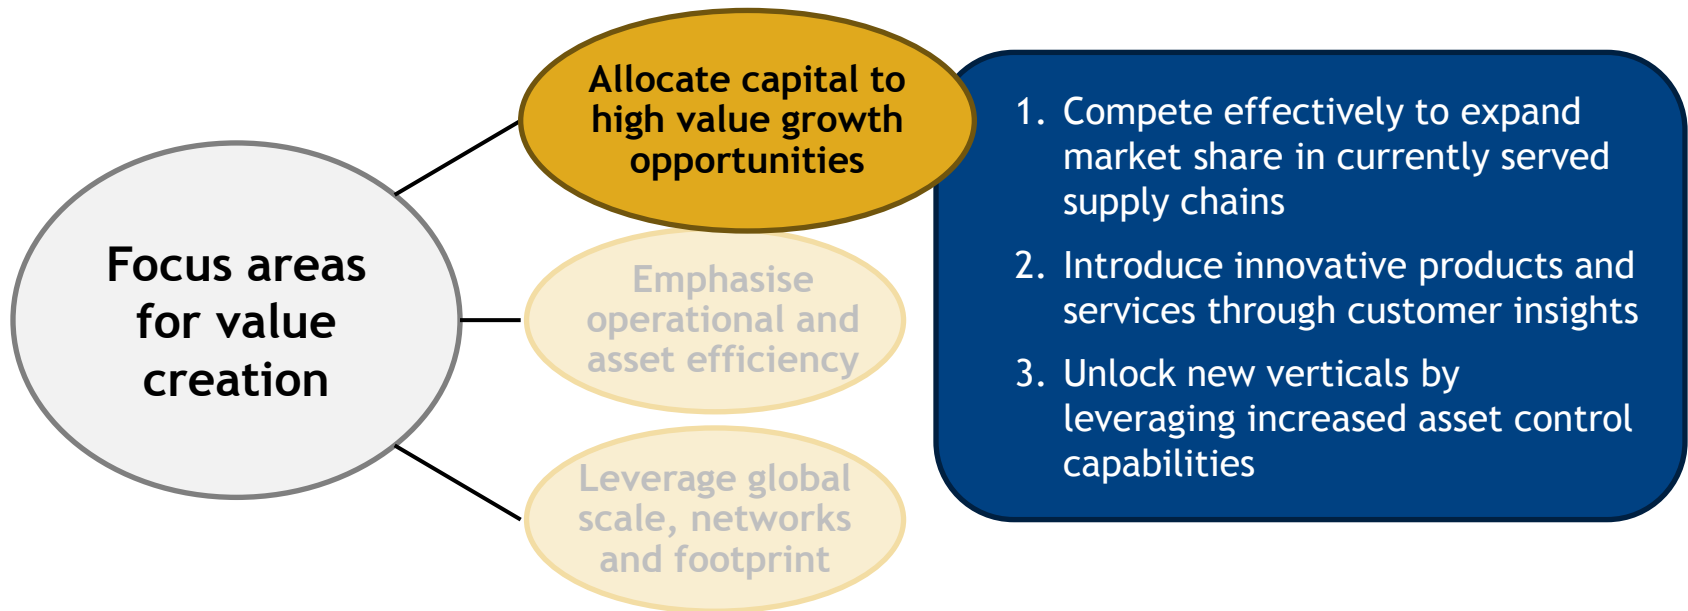 Focus areas
for value
creation
Allocate capital to
high value growth
opportunities
Emphasise
operational and
asset efficiency
Leverage global
scale, networks
and footprint
1. Compete effectively to expand
market share in currently served
supply chains
2. Introduce innovative products and
services through customer insights
3. Unlock new verticals by
leveraging increased asset control
capabilities